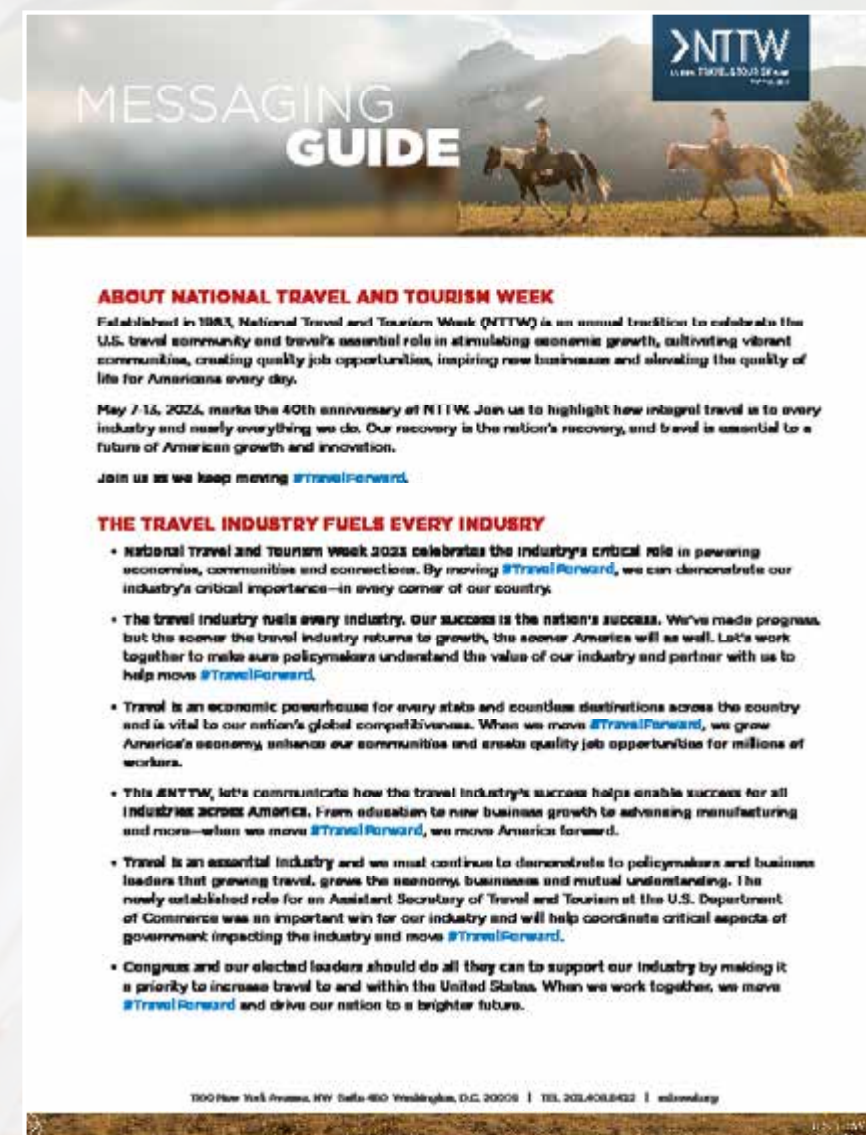 MESSAGING
GUIDE
NTTW
ABOUT NATIONAL TRAVEL AND TOURISM WEEK
Established in 1983, National Travel and Tourism Week (NTTW) is an annual tradition to celebrate the
U.S. travel community and travel's essential role in stimulating economic growth, cultivating vibrant
communities, creating quality job opportunities, inspiring new businesses and elevating the quality of
life for Americans every day.
May 7-13, 2023, marks the 40th anniversary of NTTW. Join us to highlight how integral travel is to every
industry and nearly everything we do. Our recovery is the nation's recovery, and travel is essential to a
future of American growth and innovation.
Join us as we keep moving #TravelForward.
THE TRAVEL INDUSTRY FUELS EVERY INDUSRY
• National Travel and Tourism Week 2023 celebrates the industry's critical role in powering
economies, communities and connections. By moving #TravelForward, we can demonstrate our
industry's critical importance—in every corner of our country.
• The travel industry fuels every industry. Our success is the nation's success. We've made progress,
but the sooner the travel industry returns to growth, the sooner America will as well. Let's work
together to make sure policymakers understand the value of our industry and partner with us to
help move #TravelForward.
• Travel is an economic powerhouse for every state and countless destinations across the country
and is vital to our nation's global competitiveness. When we move #TravelForward, we grow
America's economy, enhance our communities and create quality job opportunities for millions of
workers.
• This #NTTW, let's communicate how the travel industry's success helps enable success for all
industries across America. From education to new business growth to advancing manufacturing
and more—when we move #TravelForward, we move America forward.
• Travel is an essential industry and we must continue to demonstrate to policymakers and business
leaders that growing travel, grows the economy, businesses and mutual understanding. The
newly established role for an Assistant Secretary of Travel and Tourism at the U.S. Department
of Commerce was an important win for our industry and will help coordinate critical aspects of
government impacting the industry and move #TravelForward.
• Congress and our elected leaders should do all they can to support our industry by making it
a priority to increase travel to and within the United States. When we work together, we move
#TravelForward and drive our nation to a brighter future.
1100 New York Avenue, NW Suite 450 Washington, D.C. 20005 | TEL 202.408.8422 |